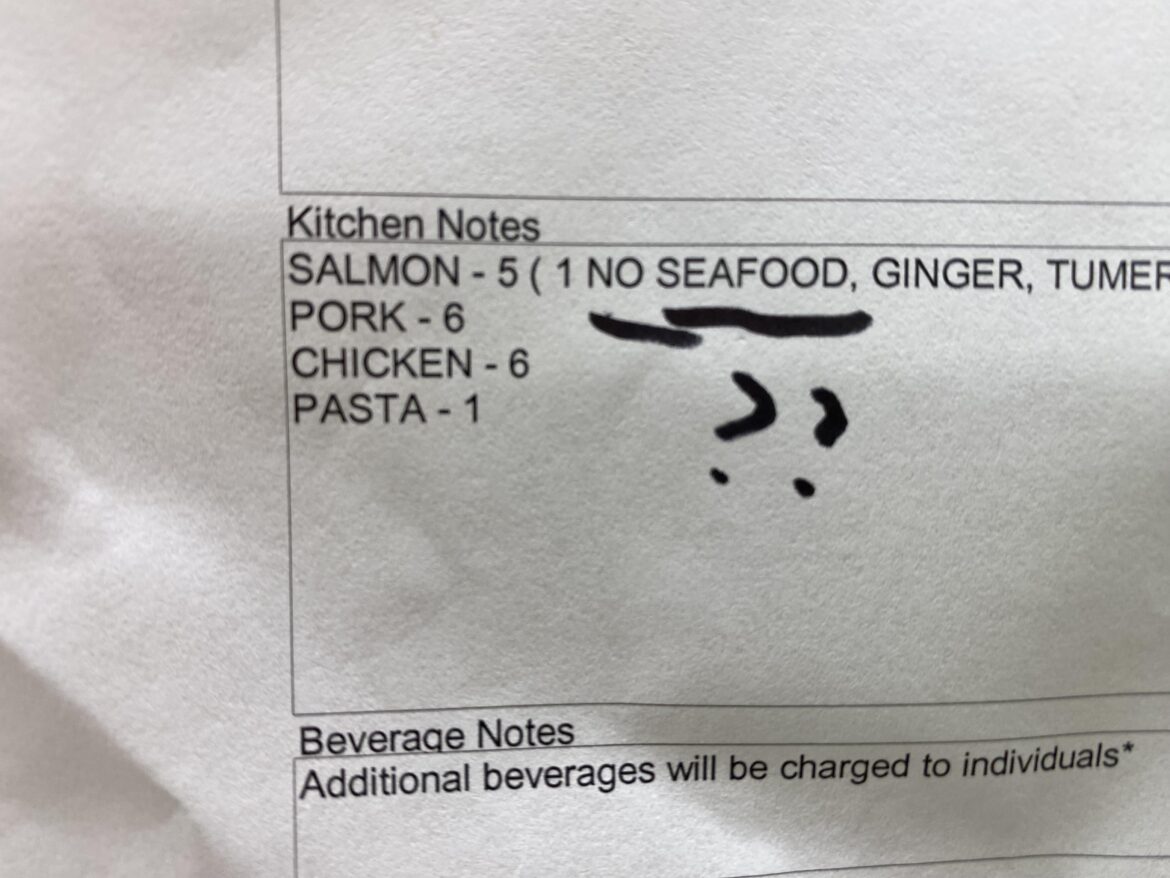 Kitchen Notes
SALMON - 5 ( 1 NO SEAFOOD, GINGER, TUMER
PORK - 6
CHICKEN - 6
PASTA - 1
??
Beverage Notes
Additional beverages will be charged to individuals*